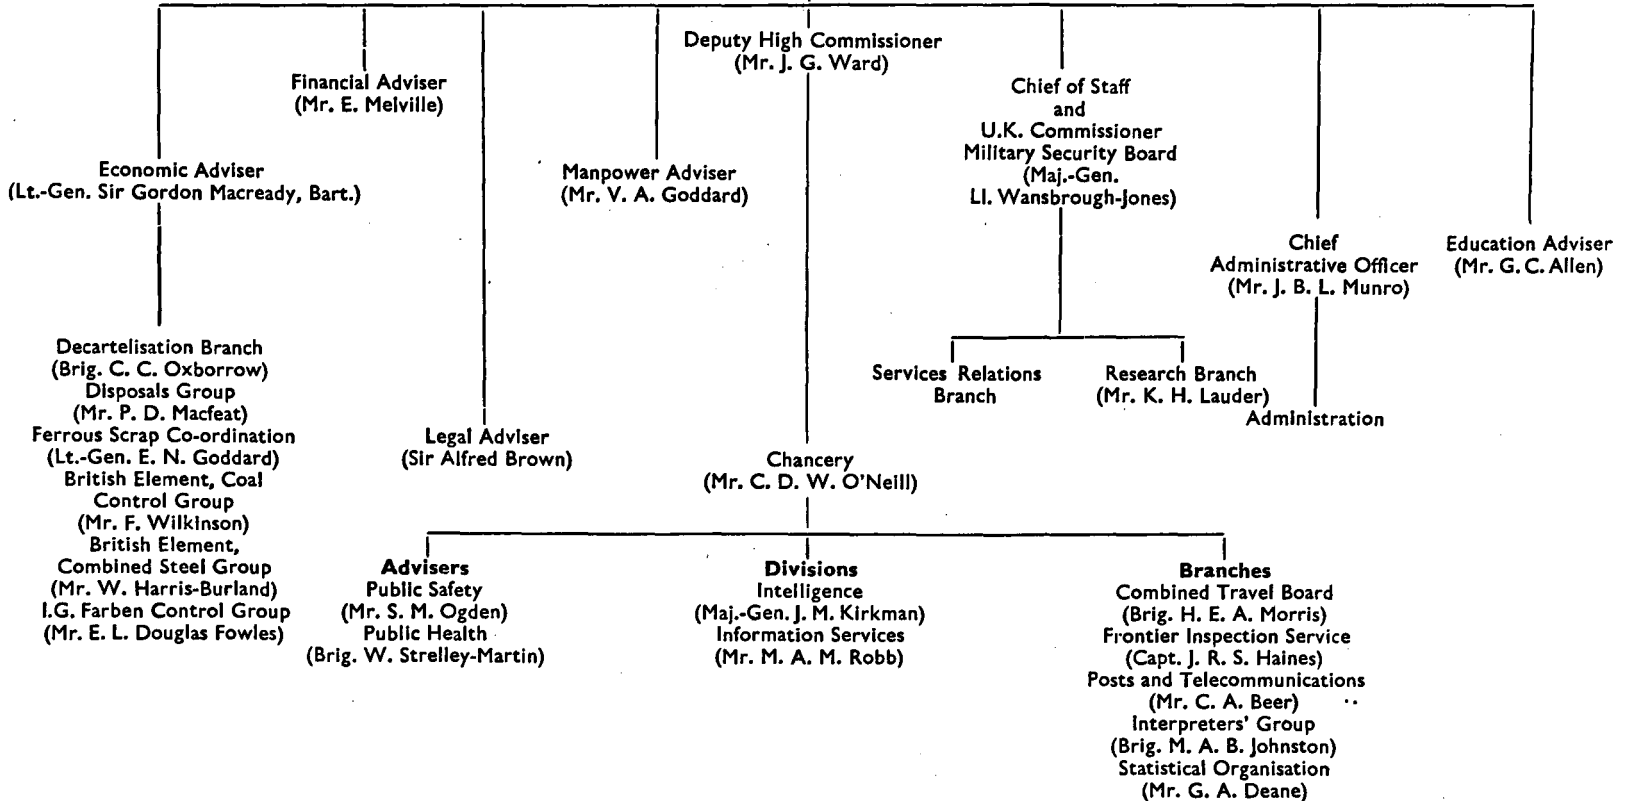 Deputy High Commissioner
(Mr. J. G. Ward)
Financial Adviser
(Mr. E. Melville)
Chief of Staff
and
U.K. Commissioner
Military Security Board
(Maj.-Gen.
Ll. Wansbrough-Jones)
Economic Adviser
(Lt.-Gen. Sir Gordon Macready, Bart.)
Manpower Adviser
(Mr. V. A. Goddard)
Chief
Administrative Officer
(Mr. J. B. L. Munro)
Education Adviser
(Mr. G. C. Allen)
Decartelisation Branch
(Brig. C. C. Oxborrow)
Disposals Group
(Mr. P. D. Macfeat)
Ferrous Scrap Co-ordination
(Lt.-Gen. E. N. Goddard)
British Element, Coal
Control Group
(Mr. F. Wilkinson)
British Element,
Combined Steel Group
(Mr. W. Harris-Burland)
I.G. Farben Control Group
(Mr. E. L. Douglas Fowles)
Services Relations
Branch
Research Branch
(Mr. K. H. Lauder)
Administration
Legal Adviser
(Sir Alfred Brown)
Chancery
(Mr. C. D. W. O'Neill)
Advisers
Public Safety
(Mr. S. M. Ogden)
Public Health
(Brig. W. Strelley-Martin)
Divisions
Intelligence
(Maj.-Gen. J. M. Kirkman)
Information Services
(Mr. M. A. M. Robb)
Branches
Combined Travel Board
(Brig. H. E. A. Morris)
Frontier Inspection Service
(Capt. J. R. S. Haines)
Posts and Telecommunications
(Mr. C. A. Beer)
Interpreters' Group
(Brig. M. A. B. Johnston)
Statistical Organisation
(Mr. G. A. Deane)